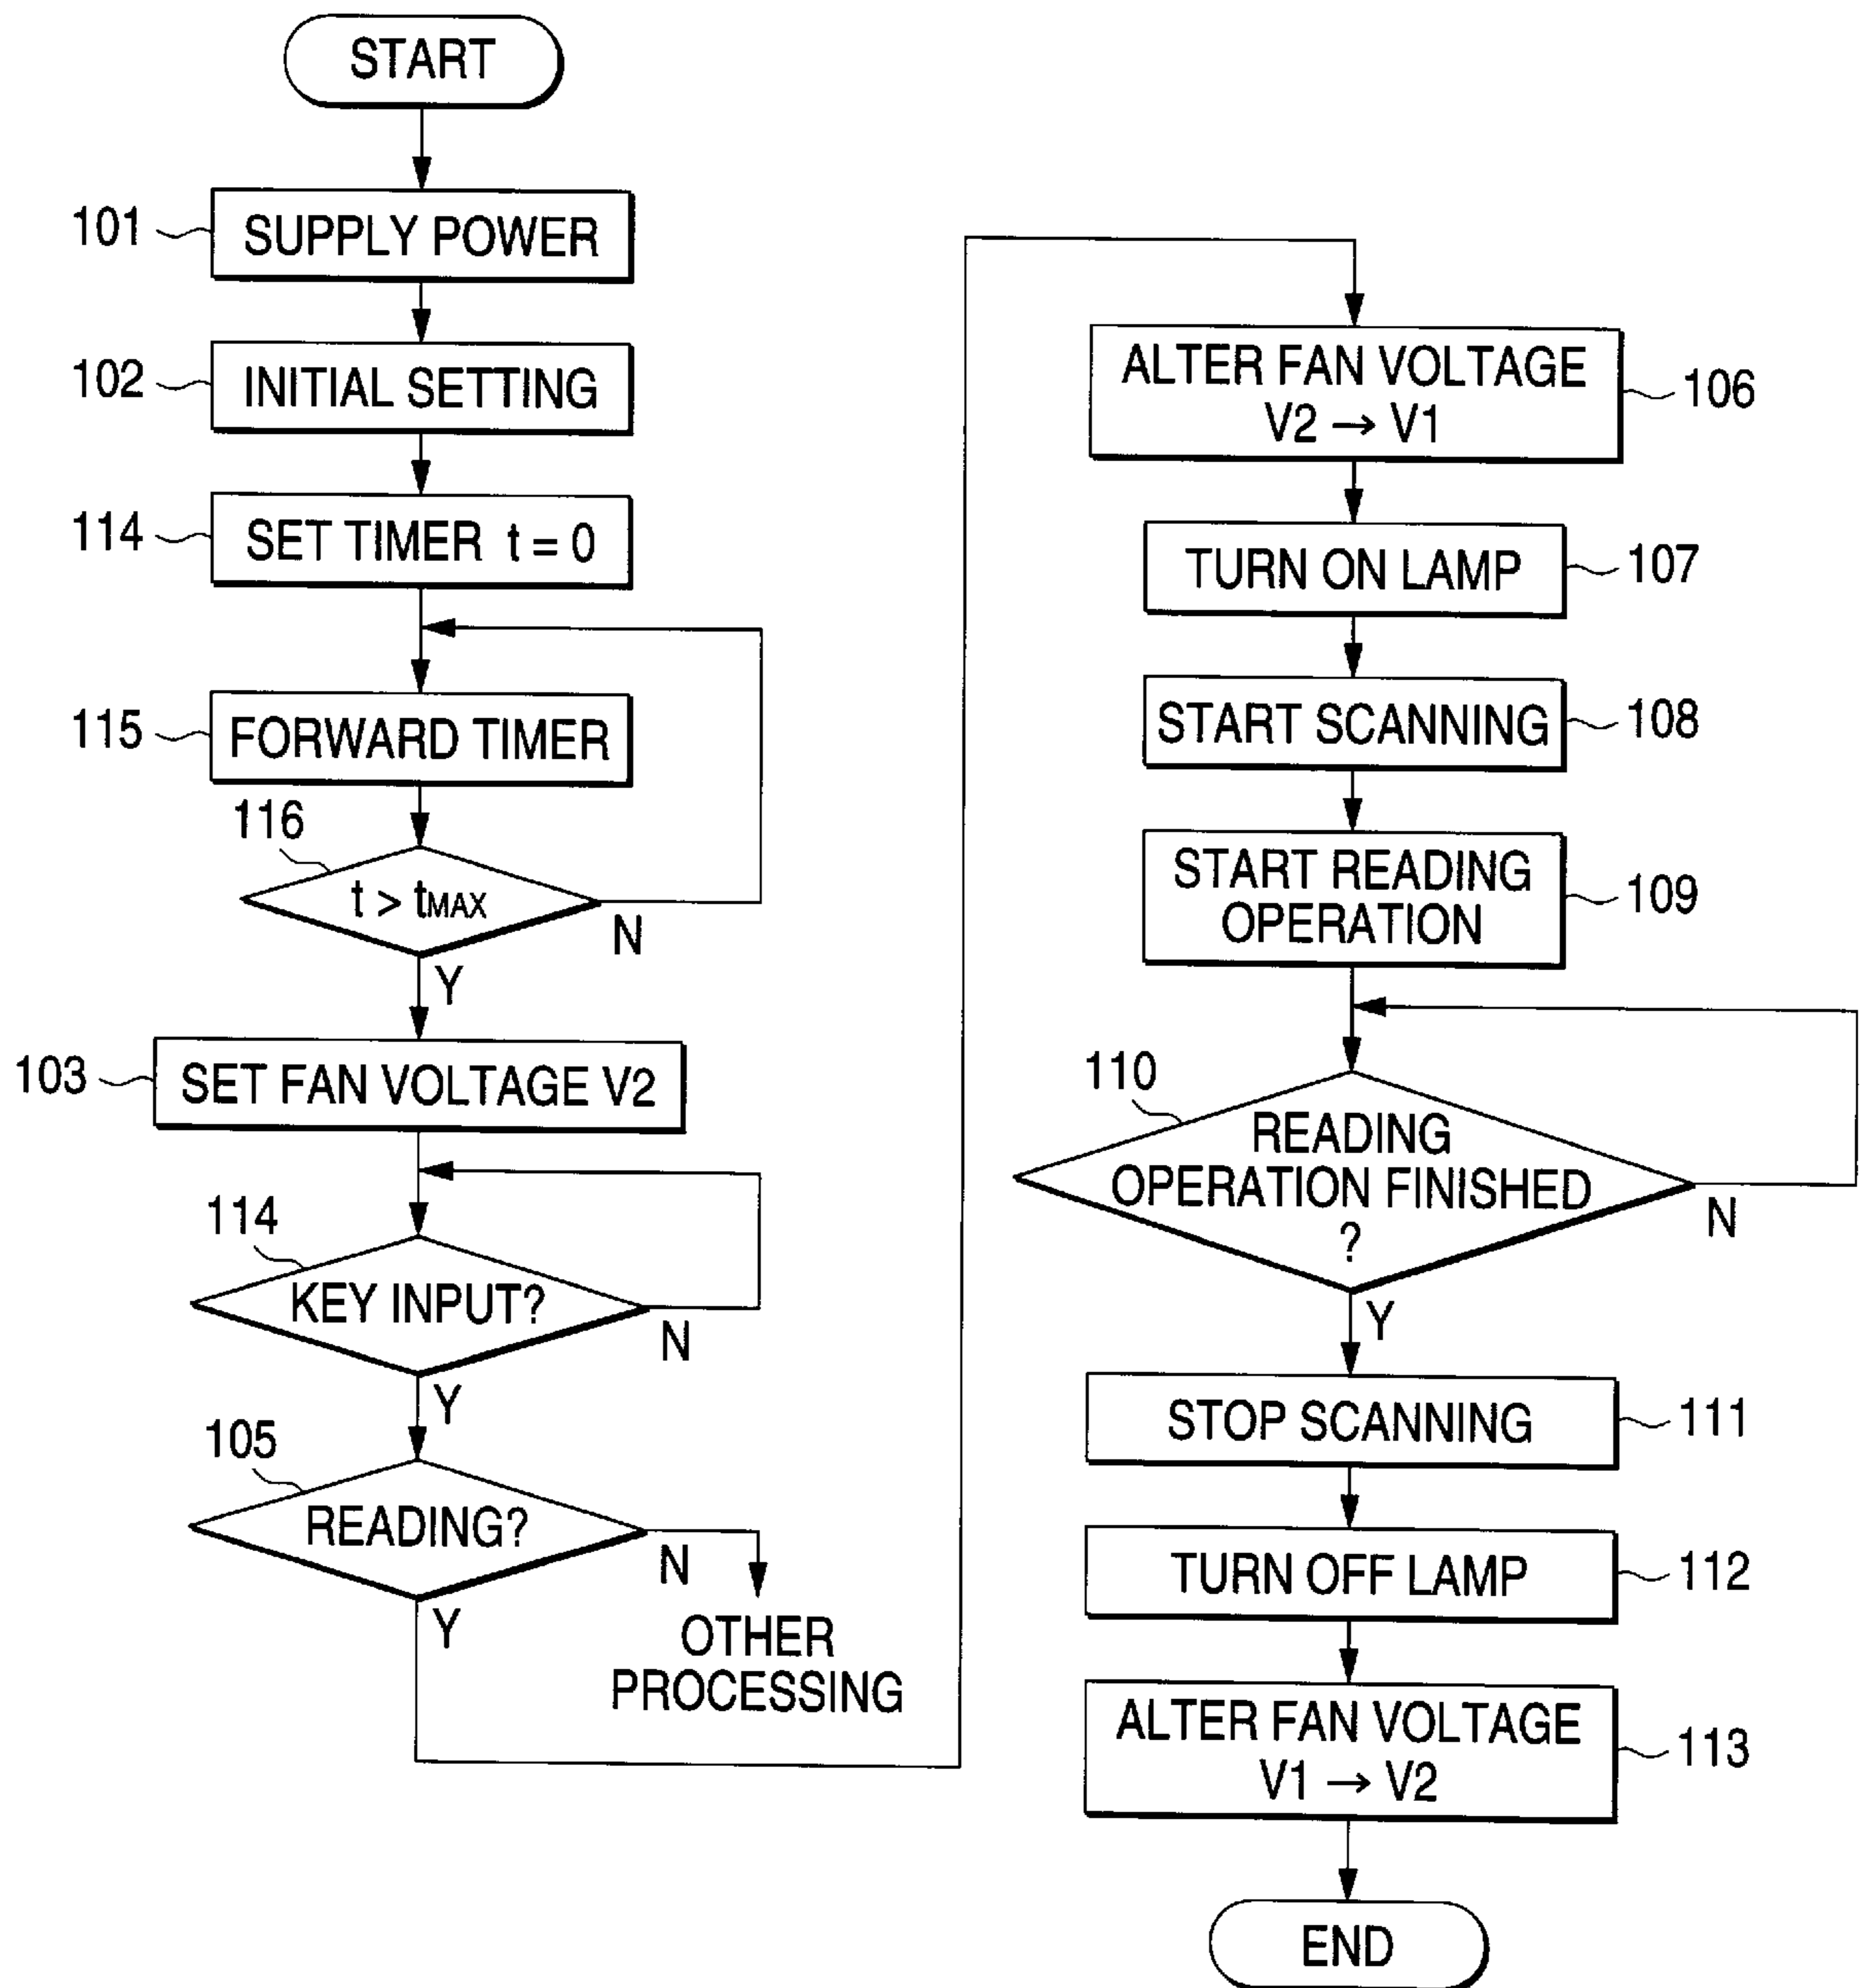 START
101
SUPPLY POWER
102
INITIAL SETTING
114
SET TIMER t = 0
115
FORWARD TIMER
116
t > tMAX
N
Y
103
SET FAN VOLTAGE V2
114
KEY INPUT?
N
Y
105
READING?
N
Y
OTHER
PROCESSING
ALTER FAN VOLTAGE
V2 → V1
106
TURN ON LAMP
107
START SCANNING
108
START READING
OPERATION
109
110
READING
OPERATION FINISHED
?
N
Y
STOP SCANNING
111
TURN OFF LAMP
112
ALTER FAN VOLTAGE
V1 → V2
113
END